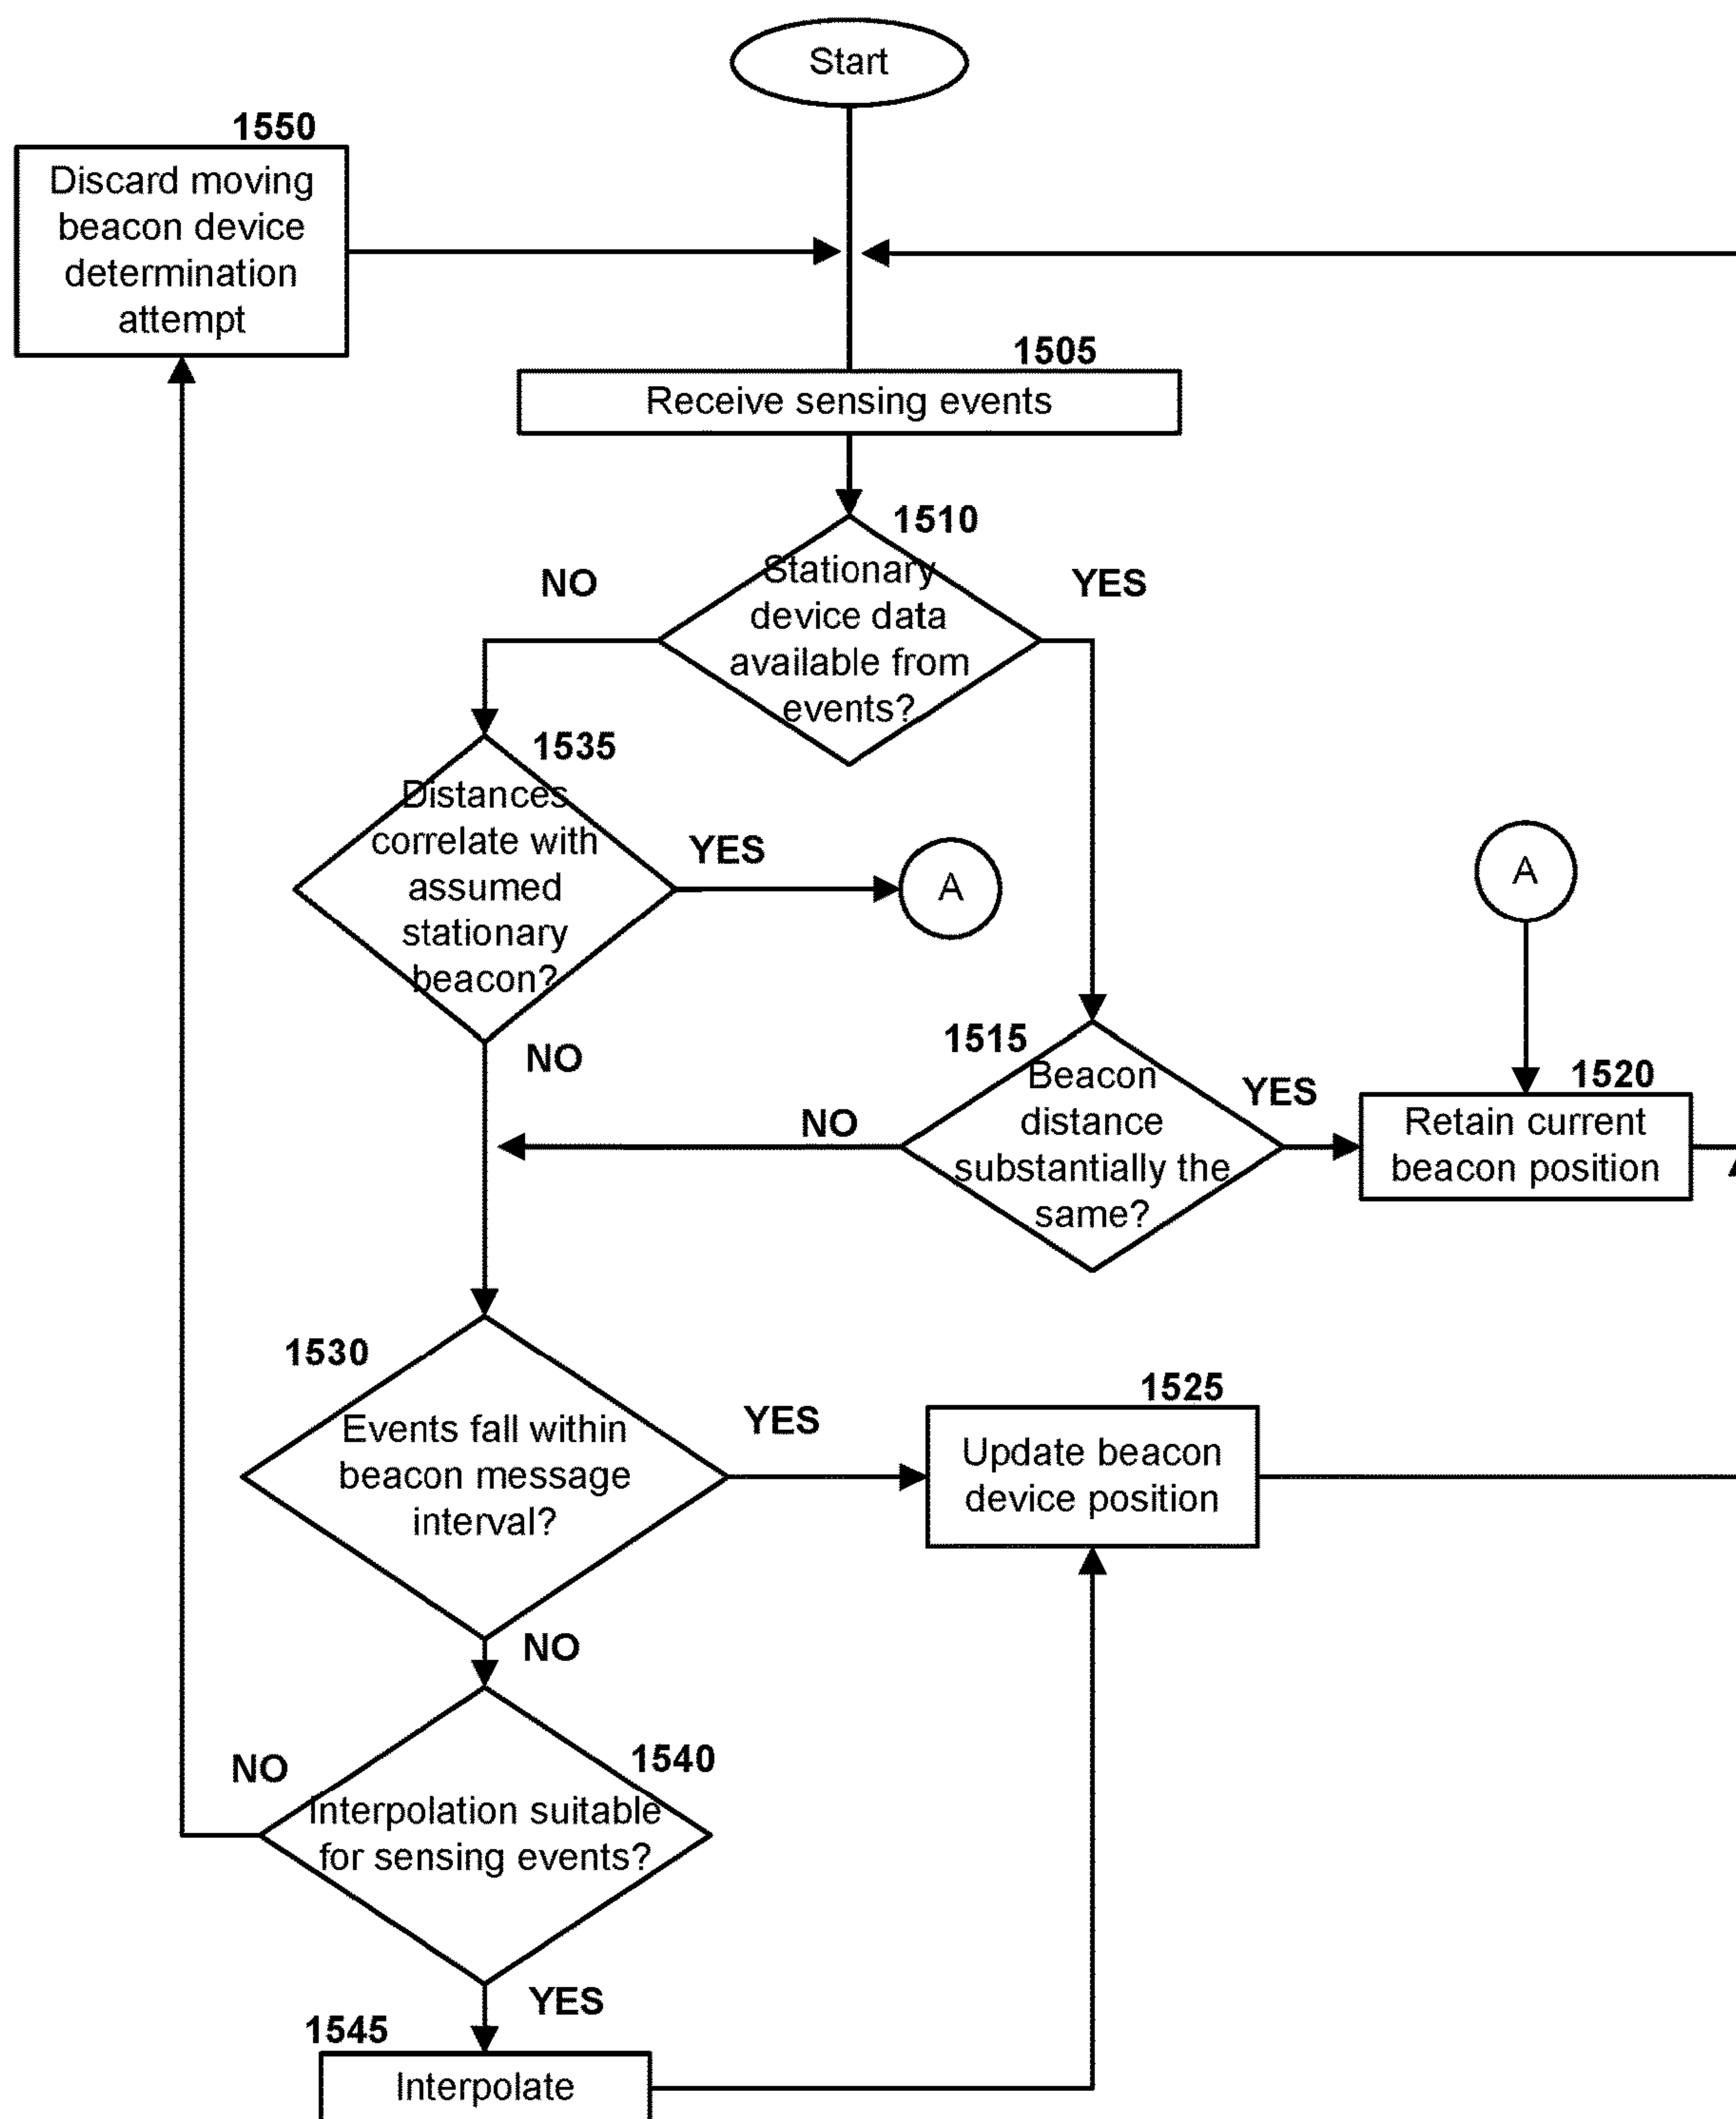 Start
1550
Discard moving
beacon device
determination
attempt
1505
Receive sensing events
1510
NO
YES
Stationary
device data
available from
events?
1535
Distances
correlate with
assumed
stationary
beacon?
YES
A
A
NO
1515
Beacon
distance
substantially the
same?
NO
YES
1520
Retain current
beacon position
1530
Events fall within
beacon message
interval?
YES
1525
Update beacon
device position
NO
1540
NO
Interpolation suitable
for sensing events?
YES
1545
Interpolate